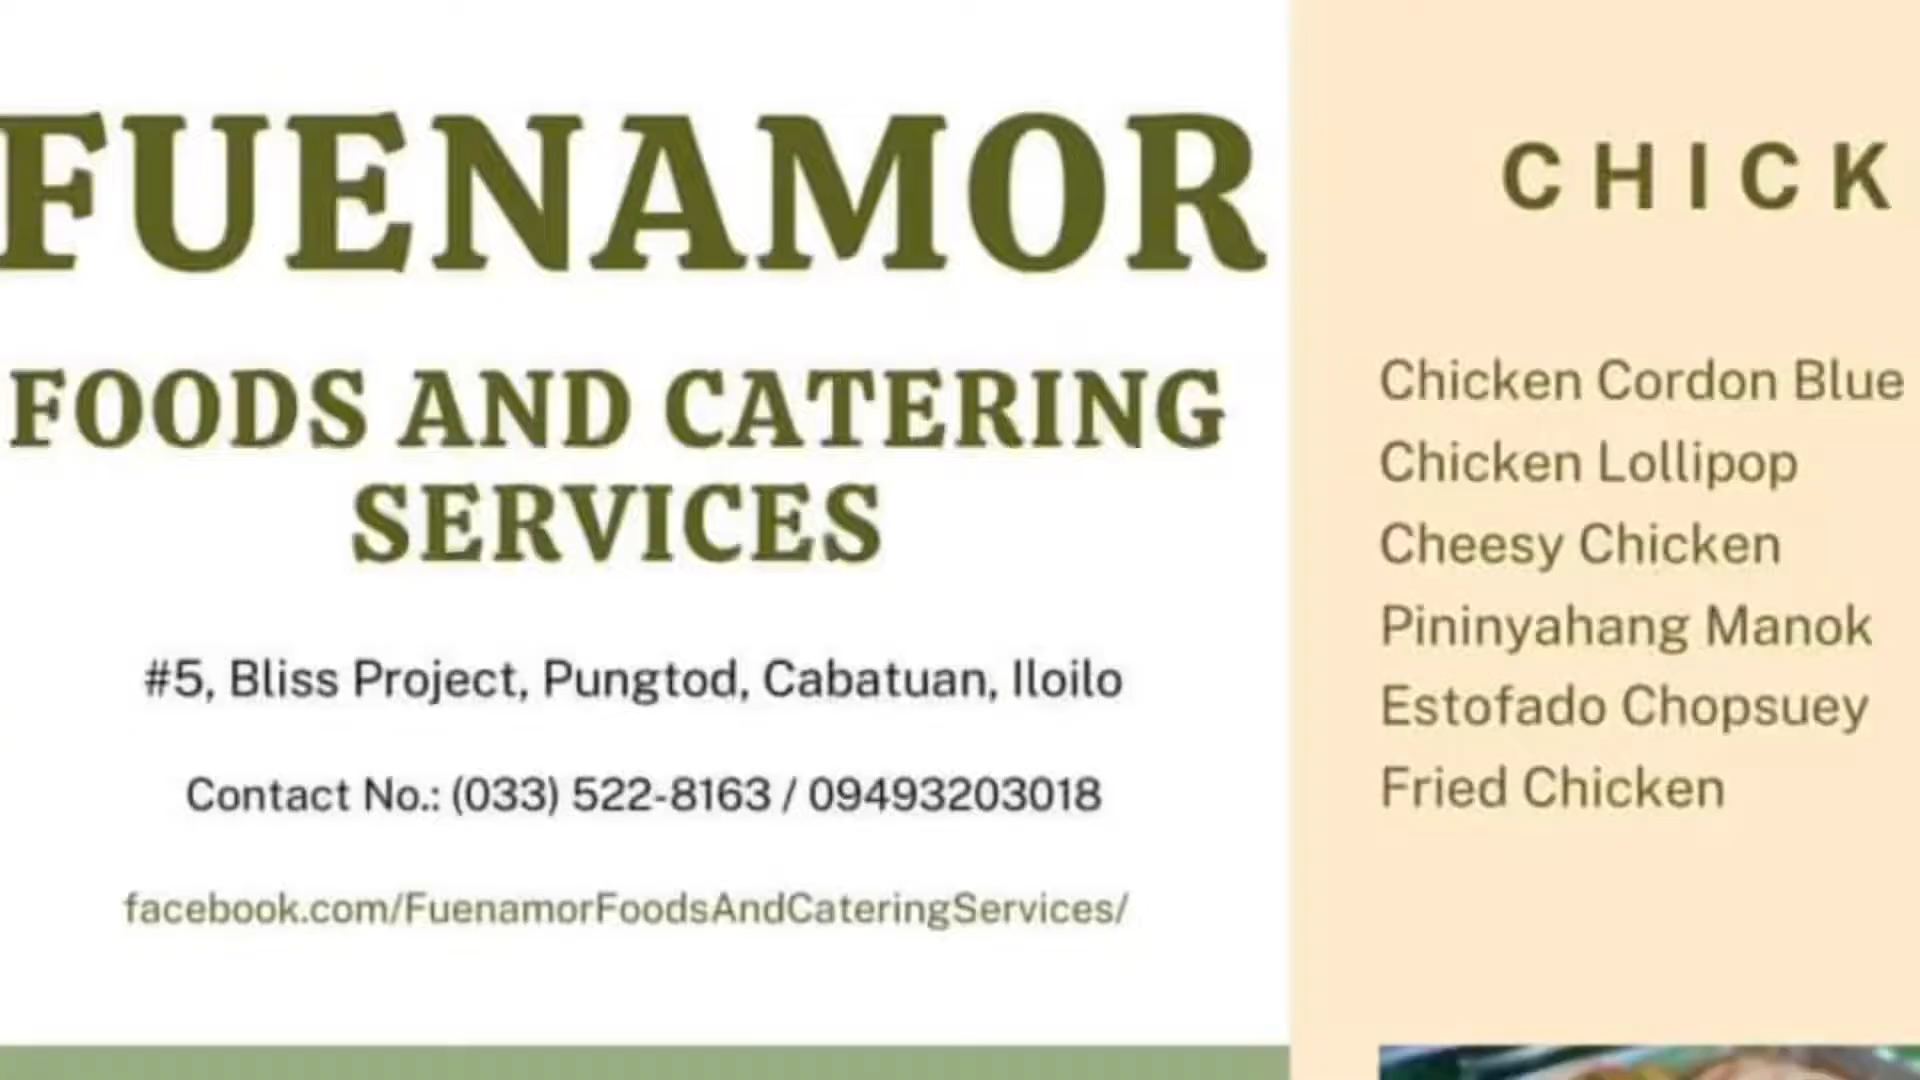 FUENAMOR
FOODS AND CATERING
SERVICES
#5, Bliss Project, Pungtod, Cabatuan, Iloilo
Contact No.: (033) 522-8163 / 09493203018
facebook.com/FuenamorFoodsAndCateringServices/
CHICK
Chicken Cordon Blue
Chicken Lollipop
Cheesy Chicken
Pininyahang Manok
Estofado Chopsuey
Fried Chicken